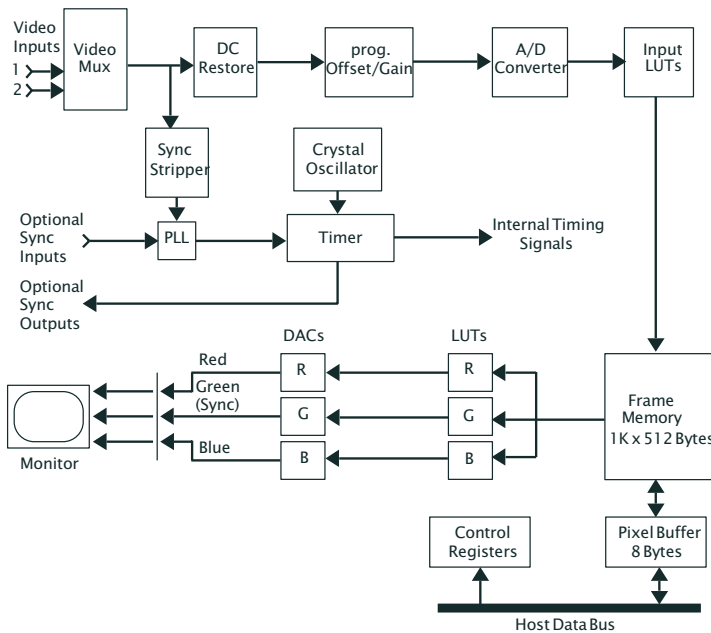 Video
Inputs
1
2
Video
Mux
DC
Restore
prog.
Offset/Gain
A/D
Converter
Input
LUTs
Sync
Stripper
Crystal
Oscillator
Optional
Sync
Inputs
PLL
Timer
Internal Timing
Signals
Optional
Sync
Outputs
DACs
LUTs
Red
R
R
Green
(Sync)
G
G
Blue
B
B
Monitor
Frame
Memory
1K x 512 Bytes
Control
Registers
Pixel Buffer
8 Bytes
Host Data Bus